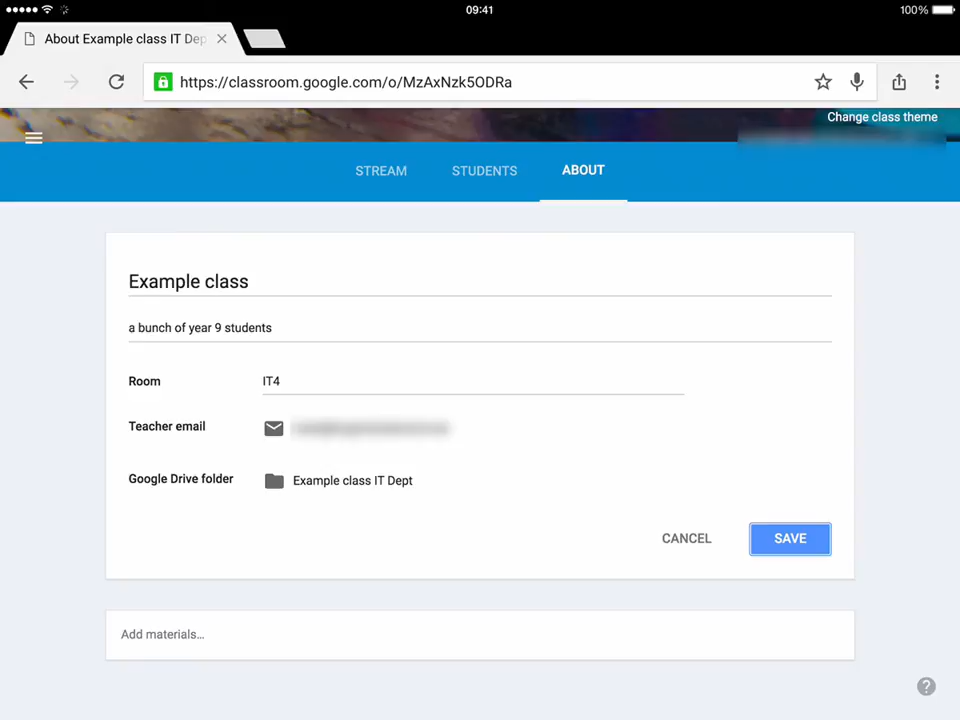 09:41
100%
About Example class IT Dep
https://classroom.google.com/o/MzAxNzk5ODRa
Change class theme
STREAM STUDENTS ABOUT
Example class
a bunch of year 9 students
Room IT4
Teacher email
Google Drive folder Example class IT Dept
CANCEL SAVE
Add materials...
?